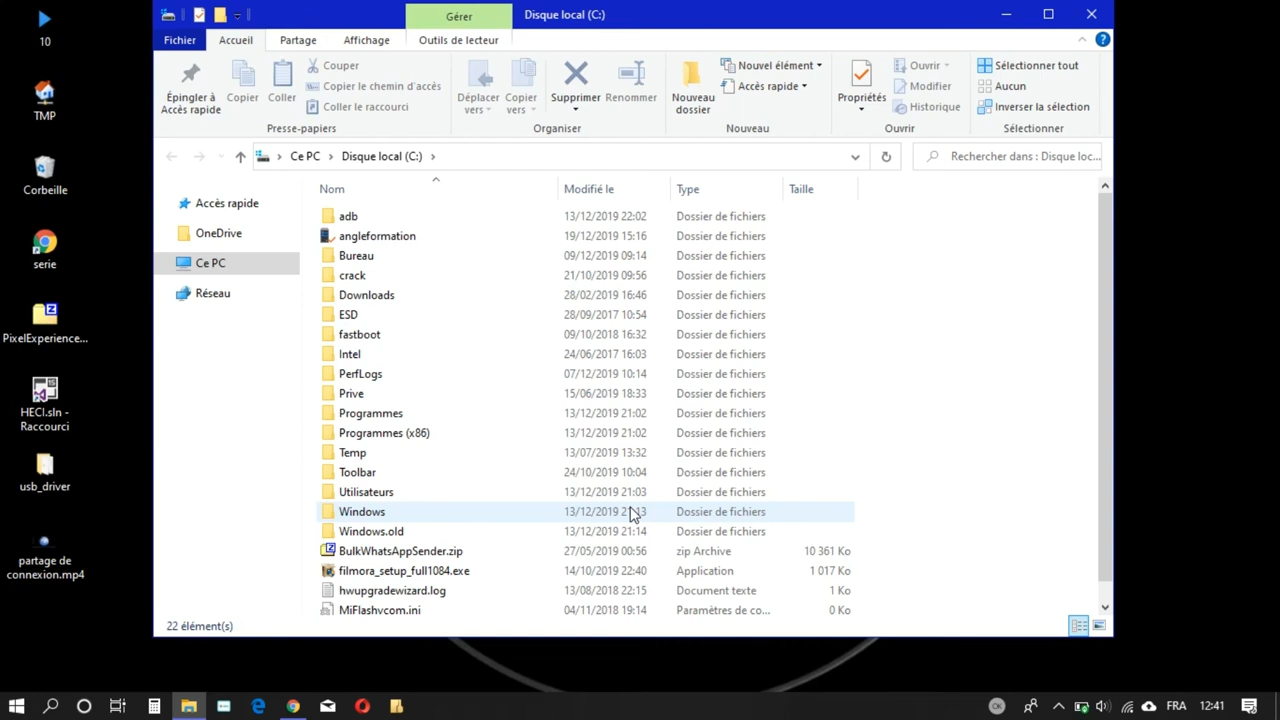 10
TMP
Corbeille
serie
PixelExperience...
HECI.sln -
Raccourci
usb_driver
partage de
connexion.mp4
Gérer
Disque local (C:)
Fichier
Accueil
Partage
Affichage
Outils de lecteur
Épingler à
Accès rapide
Copier
Coller
Couper
Copier le chemin d'accès
Coller le raccourci
Presse-papiers
Déplacer
vers
Copier
vers
Supprimer
Renommer
Organiser
Nouveau
dossier
Nouvel élément
Accès rapide
Nouveau
Propriétés
Ouvrir
Modifier
Historique
Ouvrir
Sélectionner tout
Aucun
Inverser la sélection
Sélectionner
Ce PC
Disque local (C:)
Rechercher dans : Disque loc...
Accès rapide
OneDrive
Ce PC
Réseau
Nom Modifié le Type Taille
adb 13/12/2019 22:02 Dossier de fichiers
angleformation 19/12/2019 15:16 Dossier de fichiers
Bureau 09/12/2019 09:14 Dossier de fichiers
crack 21/10/2019 09:56 Dossier de fichiers
Downloads 28/02/2019 16:46 Dossier de fichiers
ESD 28/09/2017 10:54 Dossier de fichiers
fastboot 09/10/2018 16:32 Dossier de fichiers
Intel 24/06/2017 16:03 Dossier de fichiers
PerfLogs 07/12/2019 10:14 Dossier de fichiers
Prive 15/06/2019 18:33 Dossier de fichiers
Programmes 13/12/2019 21:02 Dossier de fichiers
Programmes (x86) 13/12/2019 21:02 Dossier de fichiers
Temp 13/07/2019 13:32 Dossier de fichiers
Toolbar 24/10/2019 10:04 Dossier de fichiers
Utilisateurs 13/12/2019 21:03 Dossier de fichiers
Windows 13/12/2019 Dossier de fichiers
Windows.old 13/12/2019 21:14 Dossier de fichiers
BulkWhatsAppSender.zip 27/05/2019 00:56 zip Archive 10 361 Ko
filmora_setup_full1084.exe 14/10/2019 22:40 Application 1 017 Ko
hwupgradewizard.log 13/08/2018 22:15 Document texte 1 Ko
MiFlashvcom.ini 04/11/2018 19:14 Paramètres de co... 0 Ko
22 élément(s)
FRA
12:41